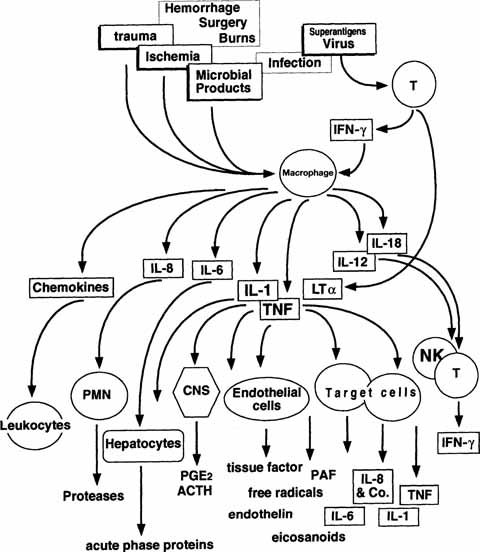 Hemorrhage
Surgery
Burns
trauma
Ischemia
Microbial
Products
Infection
Superantigens
Virus
T
IFN-γ
Macrophage
IL-18
IL-12
Chemokines
IL-8
IL-6
IL-1
TNF
LTα
NK
T
Leukocytes
PMN
Hepatocytes
CNS
Endothelial
cells
Target cells
IFN-γ
Proteases
PGE2
ACTH
tissue factor
PAF
free radicals
endothelin
eicosanoids
IL-8
& Co.
TNF
IL-6
IL-1
acute phase proteins